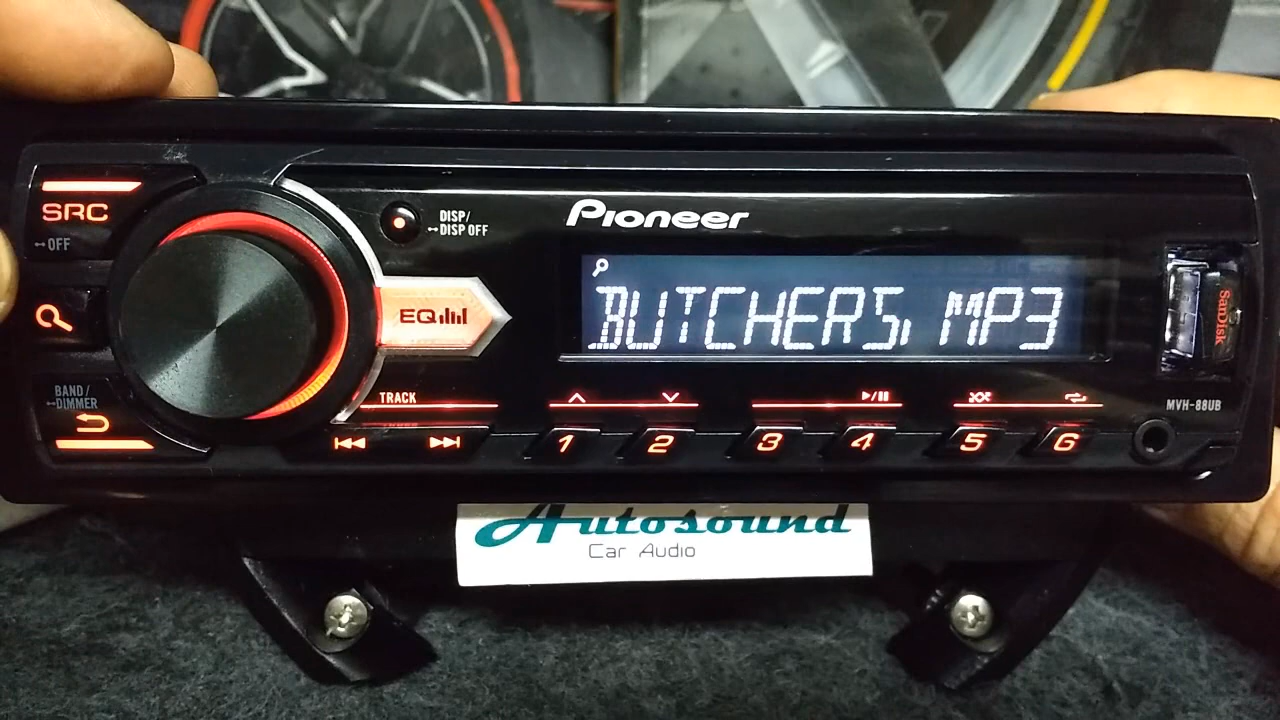 SRC
OFF
DISP/
DISP OFF
Pioneer
EQ
BUTCHERS, MP3
SanDisk
BAND/
DIMMER
TRACK
MVH-88UB
1 2 3 4 5 6
Autosound
Car Audio